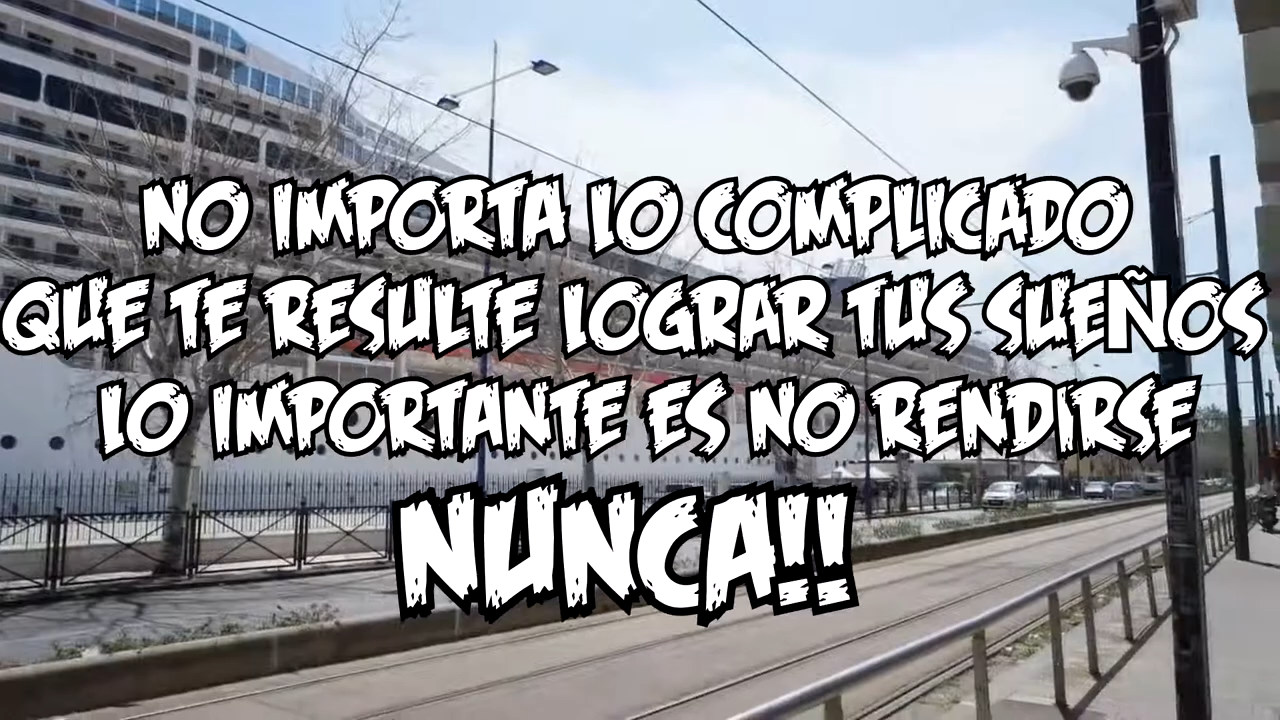 NO IMPORTA LO COMPLICADO
QUE TE RESULTE LOGRAR TUS SUEÑOS
LO IMPORTANTE ES NO RENDIRSE
NUNCA!!